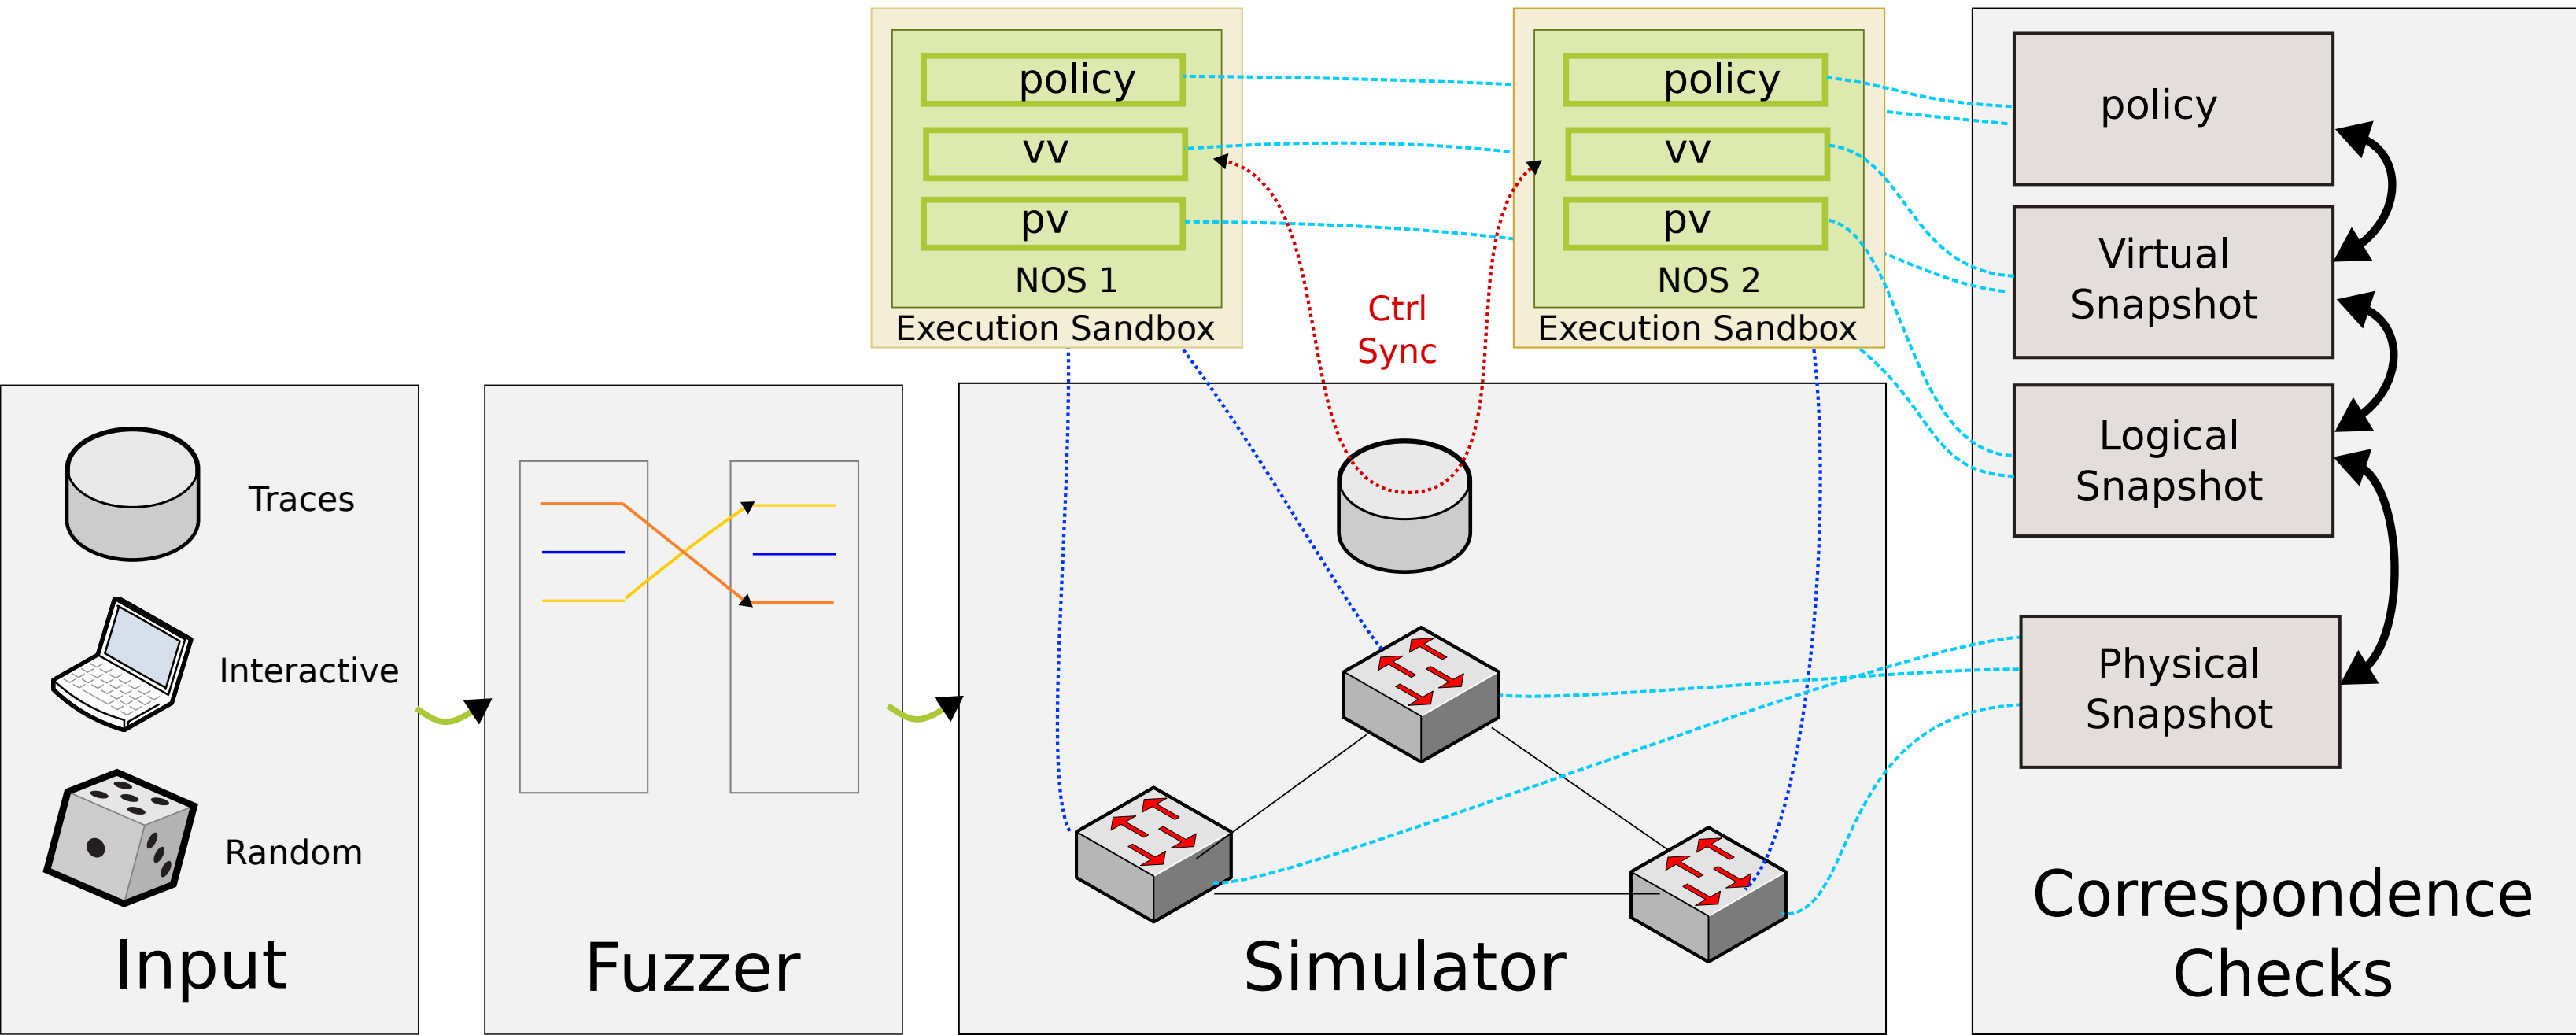 policy
vv
pv
NOS 1
Execution Sandbox
policy
vv
pv
NOS 2
Execution Sandbox
Ctrl
Sync
Traces
Interactive
Random
Input
Fuzzer
Simulator
policy
Virtual
Snapshot
Logical
Snapshot
Physical
Snapshot
Correspondence
Checks